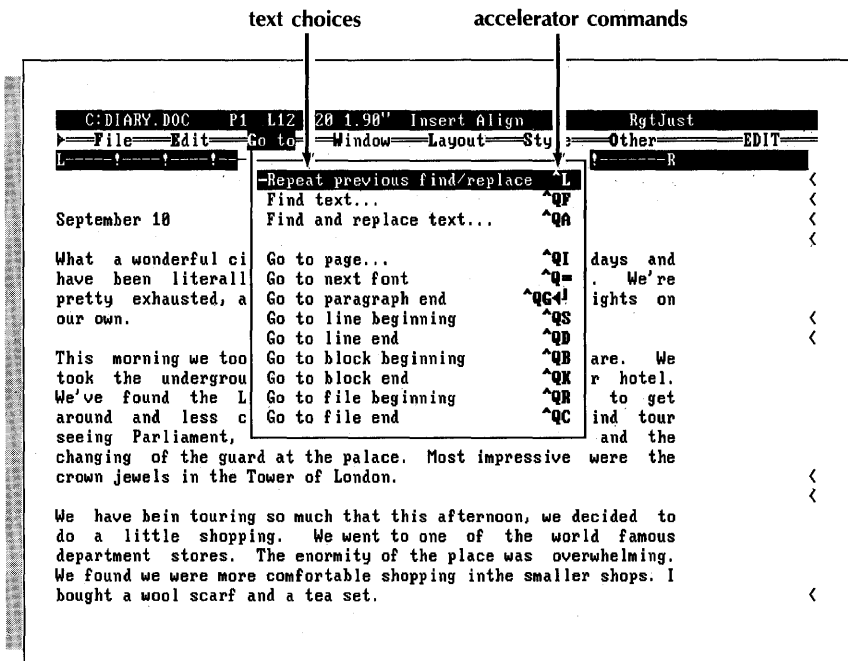 text choices accelerator commands
C:DIARY.DOC P1 L12 20 1.90" Insert Align RgtJust
File Edit Go to Window Layout Sty e Other EDIT
L-----!----!----!-- !-------R
-Repeat previous find/replace ^L <
Find text... ^QF <
September 10 Find and replace text... ^QA <
<
What a wonderful ci Go to page... ^QI days and
have been literall Go to next font ^Q= . We're
pretty exhausted, a Go to paragraph end ^QG↵ ights on
our own. Go to line beginning ^QS <
Go to line end ^QD <
This morning we too Go to block beginning ^QB are. We
took the undergrou Go to block end ^QK r hotel.
We've found the L Go to file beginning ^QR to get
around and less c Go to file end ^QC ind tour
seeing Parliament, and the
changing of the guard at the palace. Most impressive were the
crown jewels in the Tower of London. <
<
We have bein touring so much that this afternoon, we decided to
do a little shopping. We went to one of the world famous
department stores. The enormity of the place was overwhelming.
We found we were more comfortable shopping inthe smaller shops. I
bought a wool scarf and a tea set. <